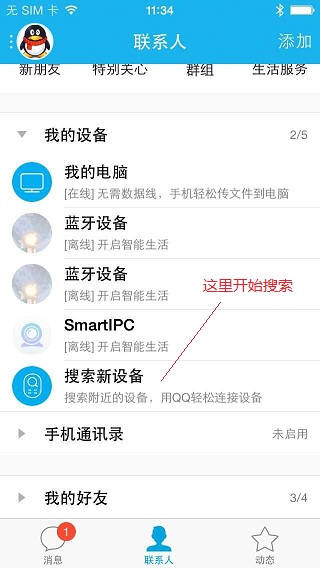 无 SIM 卡
11:34
联系人
添加
新朋友
特别关心
群组
生活服务
我的设备
2/5
我的电脑
[在线] 无需数据线，手机轻松传文件到电脑
蓝牙设备
[离线] 开启智能生活
蓝牙设备
[离线] 开启智能生活
这里开始搜索
SmartIPC
[离线] 开启智能生活
搜索新设备
搜索附近的设备，用QQ轻松连接设备
手机通讯录
未启用
我的好友
3/4
1
消息
联系人
动态